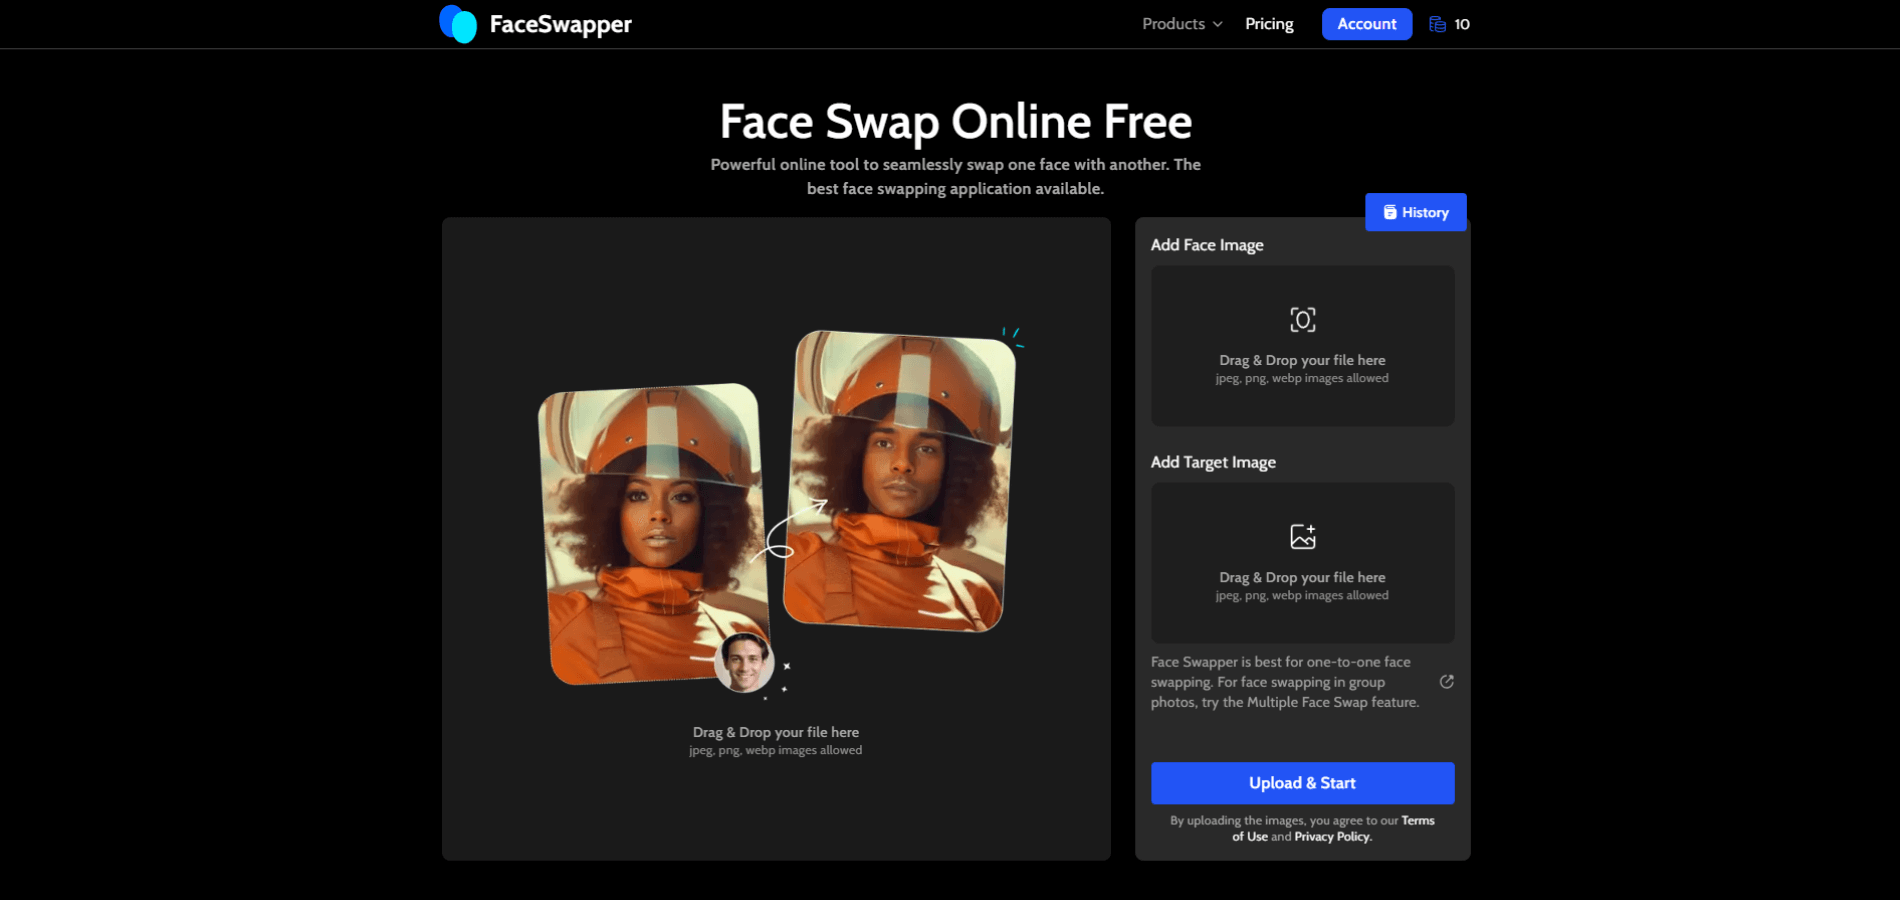 FaceSwapper
Products
Pricing
Account
10
Face Swap Online Free
Powerful online tool to seamlessly swap one face with another. The
best face swapping application available.
Drag & Drop your file here
jpeg, png, webp images allowed
History
Add Face Image
Drag & Drop your file here
jpeg, png, webp images allowed
Add Target Image
Drag & Drop your file here
jpeg, png, webp images allowed
Face Swapper is best for one-to-one face
swapping. For face swapping in group
photos, try the Multiple Face Swap feature.
Upload & Start
By uploading the images, you agree to our Terms
of Use and Privacy Policy.